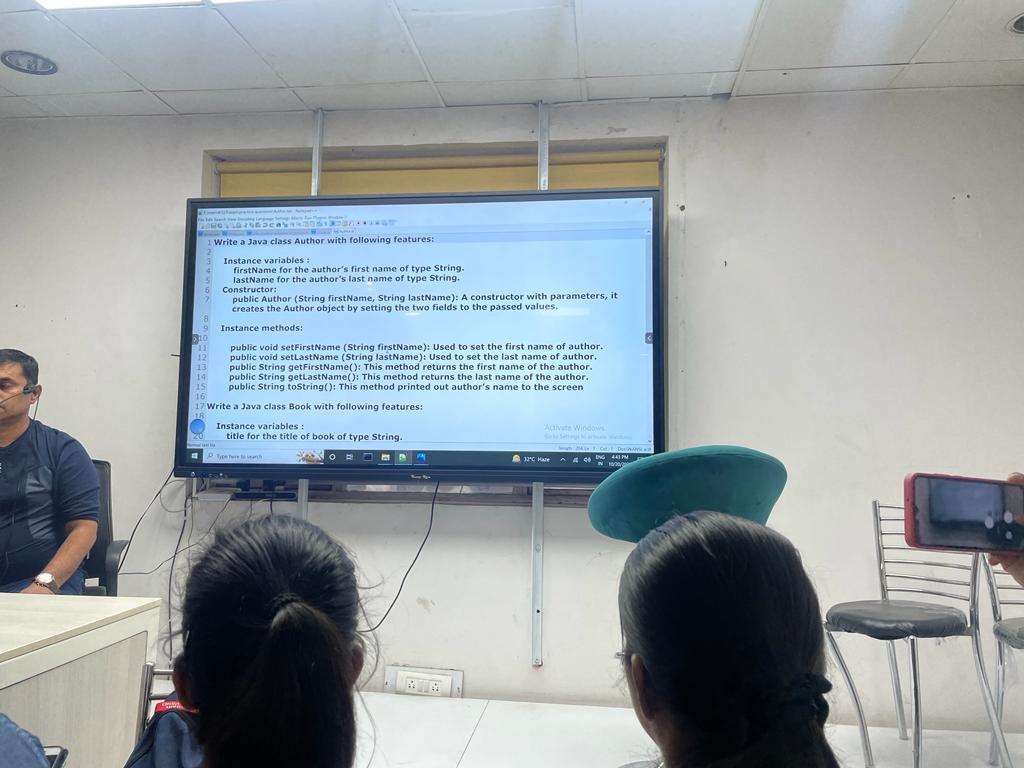 Write a Java class Author with following features:
Instance variables :
firstName for the author's first name of type String.
lastName for the author's last name of type String.
Constructor:
public Author (String firstName, String lastName): A constructor with parameters, it
creates the Author object by setting the two fields to the passed values.
Instance methods:
public void setFirstName (String firstName): Used to set the first name of author.
public void setLastName (String lastName): Used to set the last name of author.
public String getFirstName(): This method returns the first name of the author.
public String getLastName(): This method returns the last name of the author.
public String toString(): This method printed out author's name to the screen
Write a Java class Book with following features:
Instance variables :
title for the title of book of type String.
Activate Windows
Go to Settings to activate Windows.
Type here to search
32°C Haze
ENG
IN
4:43 PM